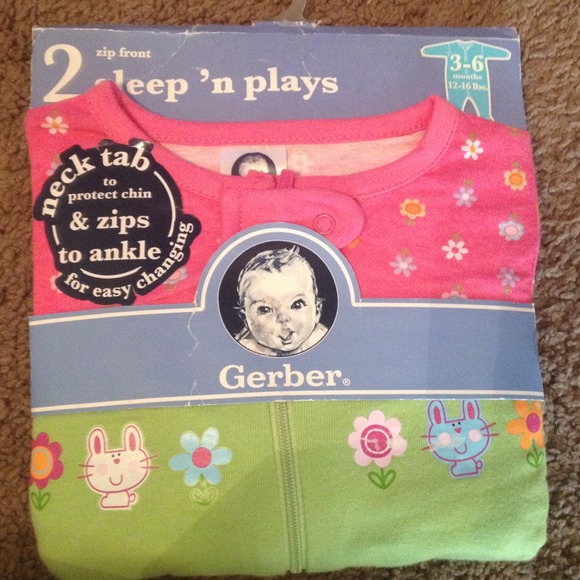 2 zip front
sleep 'n plays
3-6
months
12-16 lbs.
neck tab
to
protect chin
& zips
to ankle
for easy changing
Gerber®